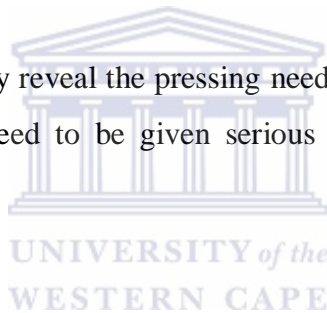 y reveal the pressing need
eed to be given serious
UNIVERSITY of the
WESTERN CAPE